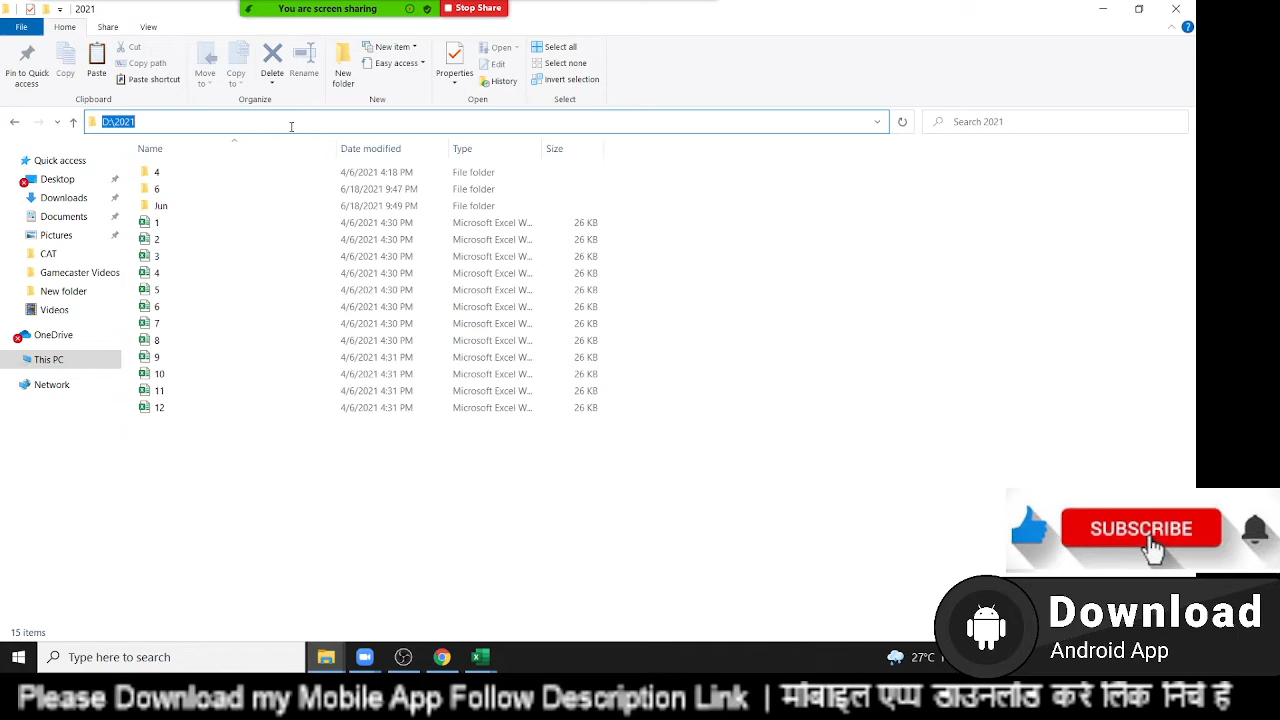 2021
You are screen sharing
Stop Share
File
Home
Share
View
Pin to Quick access
Copy
Paste
Cut
Copy path
Paste shortcut
Move to
Copy to
Delete
Rename
New folder
New item
Easy access
Properties
Open
Edit
History
Select all
Select none
Invert selection
Clipboard
Organize
New
Open
Select
D:\2021
Search 2021
Name
Date modified
Type
Size
Quick access
Desktop
Downloads
Documents
Pictures
CAT
Gamecaster Videos
New folder
Videos
OneDrive
This PC
Network
4 4/6/2021 4:18 PM File folder
6 6/18/2021 9:47 PM File folder
Jun 6/18/2021 9:49 PM File folder
1 4/6/2021 4:30 PM Microsoft Excel W... 26 KB
2 4/6/2021 4:30 PM Microsoft Excel W... 26 KB
3 4/6/2021 4:30 PM Microsoft Excel W... 26 KB
4 4/6/2021 4:30 PM Microsoft Excel W... 26 KB
5 4/6/2021 4:30 PM Microsoft Excel W... 26 KB
6 4/6/2021 4:30 PM Microsoft Excel W... 26 KB
7 4/6/2021 4:30 PM Microsoft Excel W... 26 KB
8 4/6/2021 4:30 PM Microsoft Excel W... 26 KB
9 4/6/2021 4:31 PM Microsoft Excel W... 26 KB
10 4/6/2021 4:31 PM Microsoft Excel W... 26 KB
11 4/6/2021 4:31 PM Microsoft Excel W... 26 KB
12 4/6/2021 4:31 PM Microsoft Excel W... 26 KB
SUBSCRIBE
Download
Android App
15 items
Type here to search
27°C
Please Download my Mobile App Follow Description Link | मोबाइल एप्प डाउनलोड करे लिंक निचे है